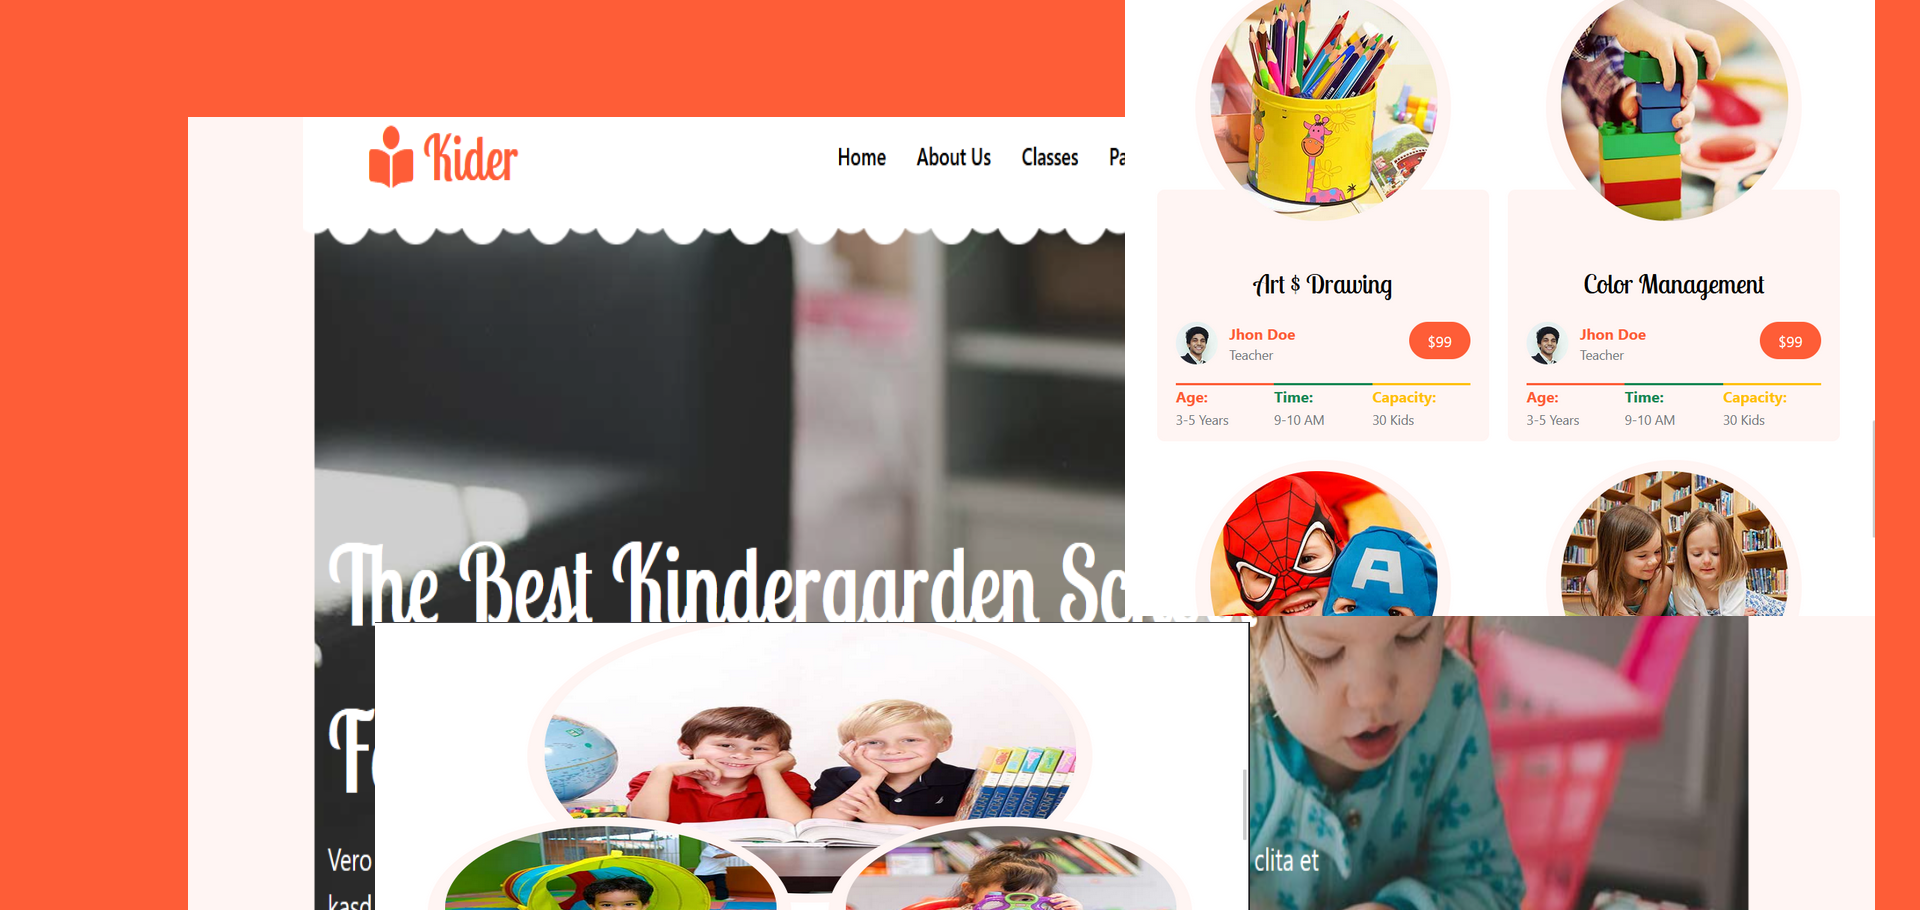 Kider
Home About Us Classes
The Best Kindergarden
Vero
clita et
kasd
Art $ Drawing
Jhon Doe
Teacher
$99
Age: Time: Capacity:
3-5 Years 9-10 AM 30 Kids
Color Management
Jhon Doe
Teacher
$99
Age: Time: Capacity:
3-5 Years 9-10 AM 30 Kids
A